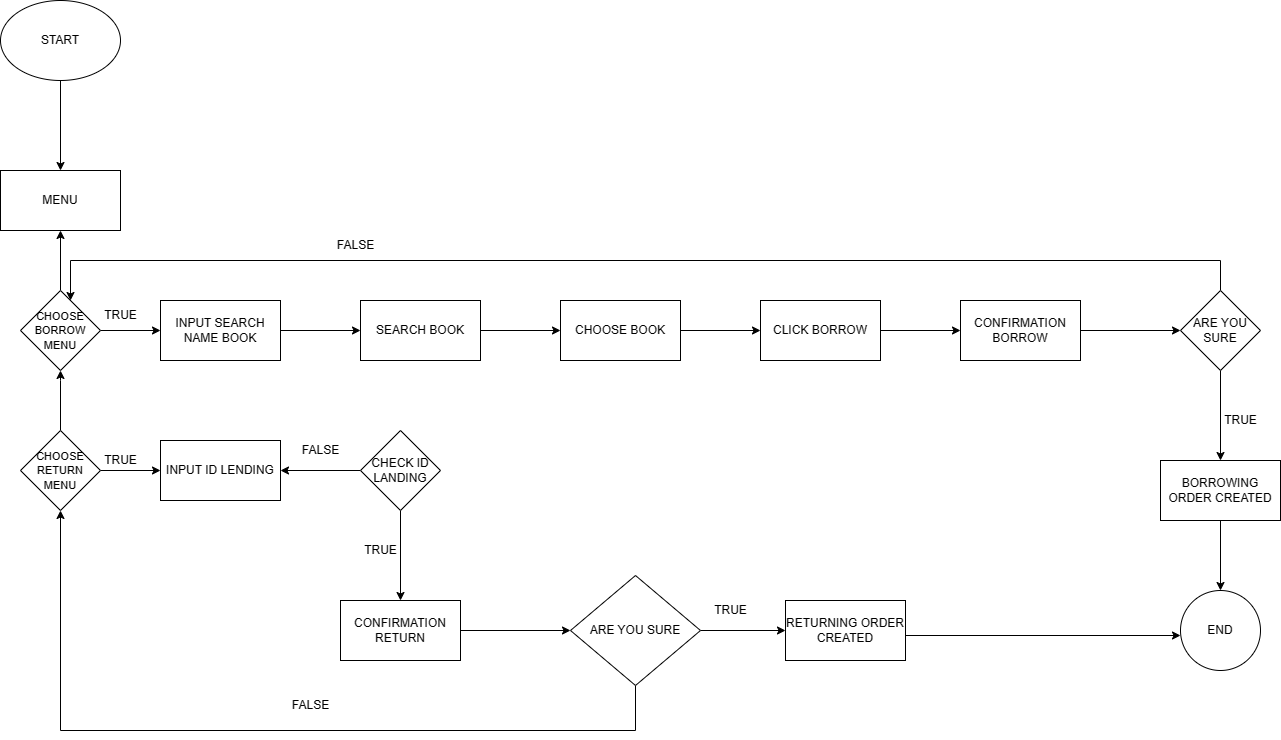 START
MENU
FALSE
CHOOSE
BORROW
MENU
TRUE
INPUT SEARCH
NAME BOOK
SEARCH BOOK
CHOOSE BOOK
CLICK BORROW
CONFIRMATION
BORROW
ARE YOU
SURE
TRUE
CHOOSE
RETURN
MENU
TRUE
INPUT ID LENDING
FALSE
CHECK ID
LANDING
BORROWING
ORDER CREATED
TRUE
CONFIRMATION
RETURN
ARE YOU SURE
TRUE
RETURNING ORDER
CREATED
END
FALSE